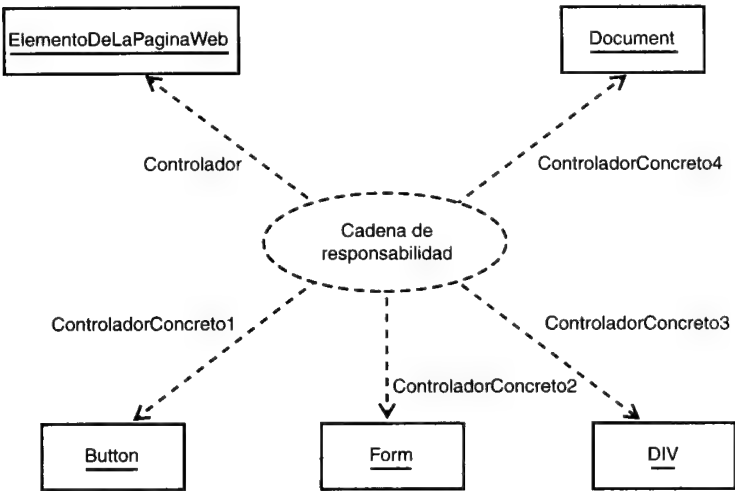 ElementoDeLaPaginaWeb
Document
Controlador
ControladorConcreto4
Cadena de
responsabilidad
ControladorConcreto1
ControladorConcreto3
ControladorConcreto2
Button
Form
DIV